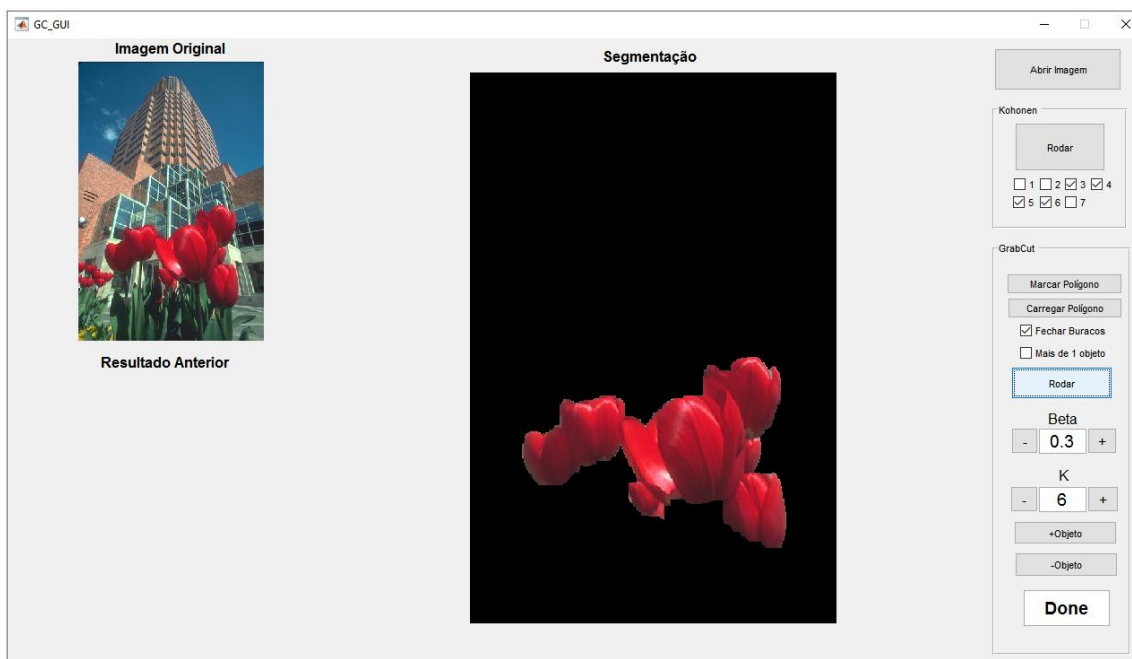 GC_GUI
Imagem Original
Segmentação
Resultado Anterior
Abrir Imagem
Kohonen
Rodar
1 2 3 4
5 6 7
GrabCut
Marcar Polígono
Carregar Polígono
Fechar Buracos
Mais de 1 objeto
Rodar
Beta
- 0.3 +
K
- 6 +
+Objeto
-Objeto
Done